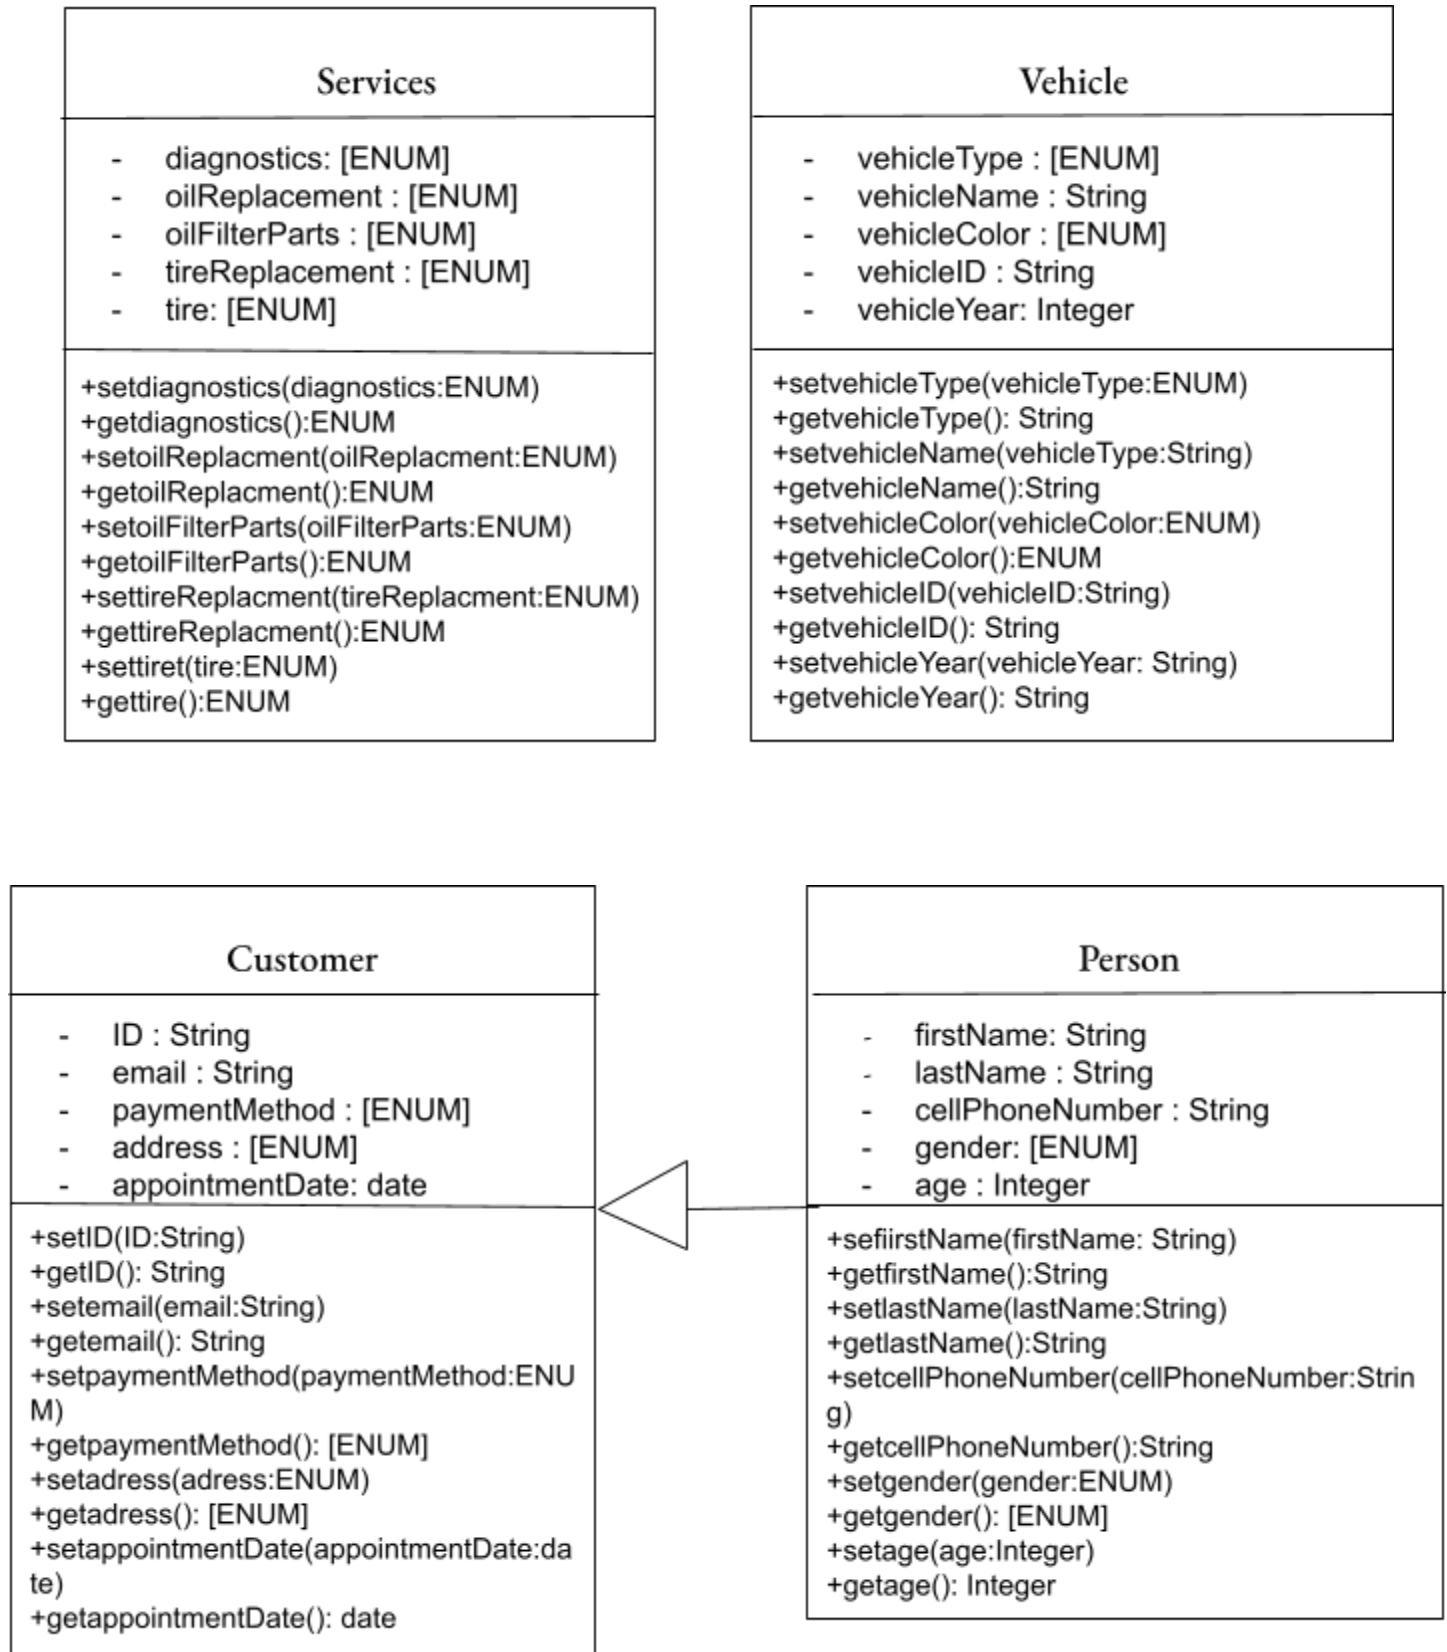 Services
- diagnostics: [ENUM]
- oilReplacement : [ENUM]
- oilFilterParts : [ENUM]
- tireReplacement : [ENUM]
- tire: [ENUM]
+setdiagnostics(diagnostics:ENUM)
+getdiagnostics():ENUM
+setoilReplacment(oilReplacment:ENUM)
+getoilReplacment():ENUM
+setoilFilterParts(oilFilterParts:ENUM)
+getoilFilterParts():ENUM
+settireReplacment(tireReplacment:ENUM)
+gettireReplacment():ENUM
+settiret(tire:ENUM)
+gettire():ENUM
Vehicle
- vehicleType : [ENUM]
- vehicleName : String
- vehicleColor : [ENUM]
- vehicleID : String
- vehicleYear: Integer
+setvehicleType(vehicleType:ENUM)
+getvehicleType(): String
+setvehicleName(vehicleType:String)
+getvehicleName():String
+setvehicleColor(vehicleColor:ENUM)
+getvehicleColor():ENUM
+setvehicleID(vehicleID:String)
+getvehicleID(): String
+setvehicleYear(vehicleYear: String)
+getvehicleYear(): String
Customer
- ID : String
- email : String
- paymentMethod : [ENUM]
- address : [ENUM]
- appointmentDate: date
+setID(ID:String)
+getID(): String
+setemail(email:String)
+getemail(): String
+setpaymentMethod(paymentMethod:ENU
M)
+getpaymentMethod(): [ENUM]
+setadress(adress:ENUM)
+getadress(): [ENUM]
+setappointmentDate(appointmentDate:da
te)
+getappointmentDate(): date
Person
- firstName: String
- lastName : String
- cellPhoneNumber : String
- gender: [ENUM]
- age : Integer
+sefiirstName(firstName: String)
+getfirstName():String
+setlastName(lastName:String)
+getlastName():String
+setcellPhoneNumber(cellPhoneNumber:Strin
g)
+getcellPhoneNumber():String
+setgender(gender:ENUM)
+getgender(): [ENUM]
+setage(age:Integer)
+getage(): Integer